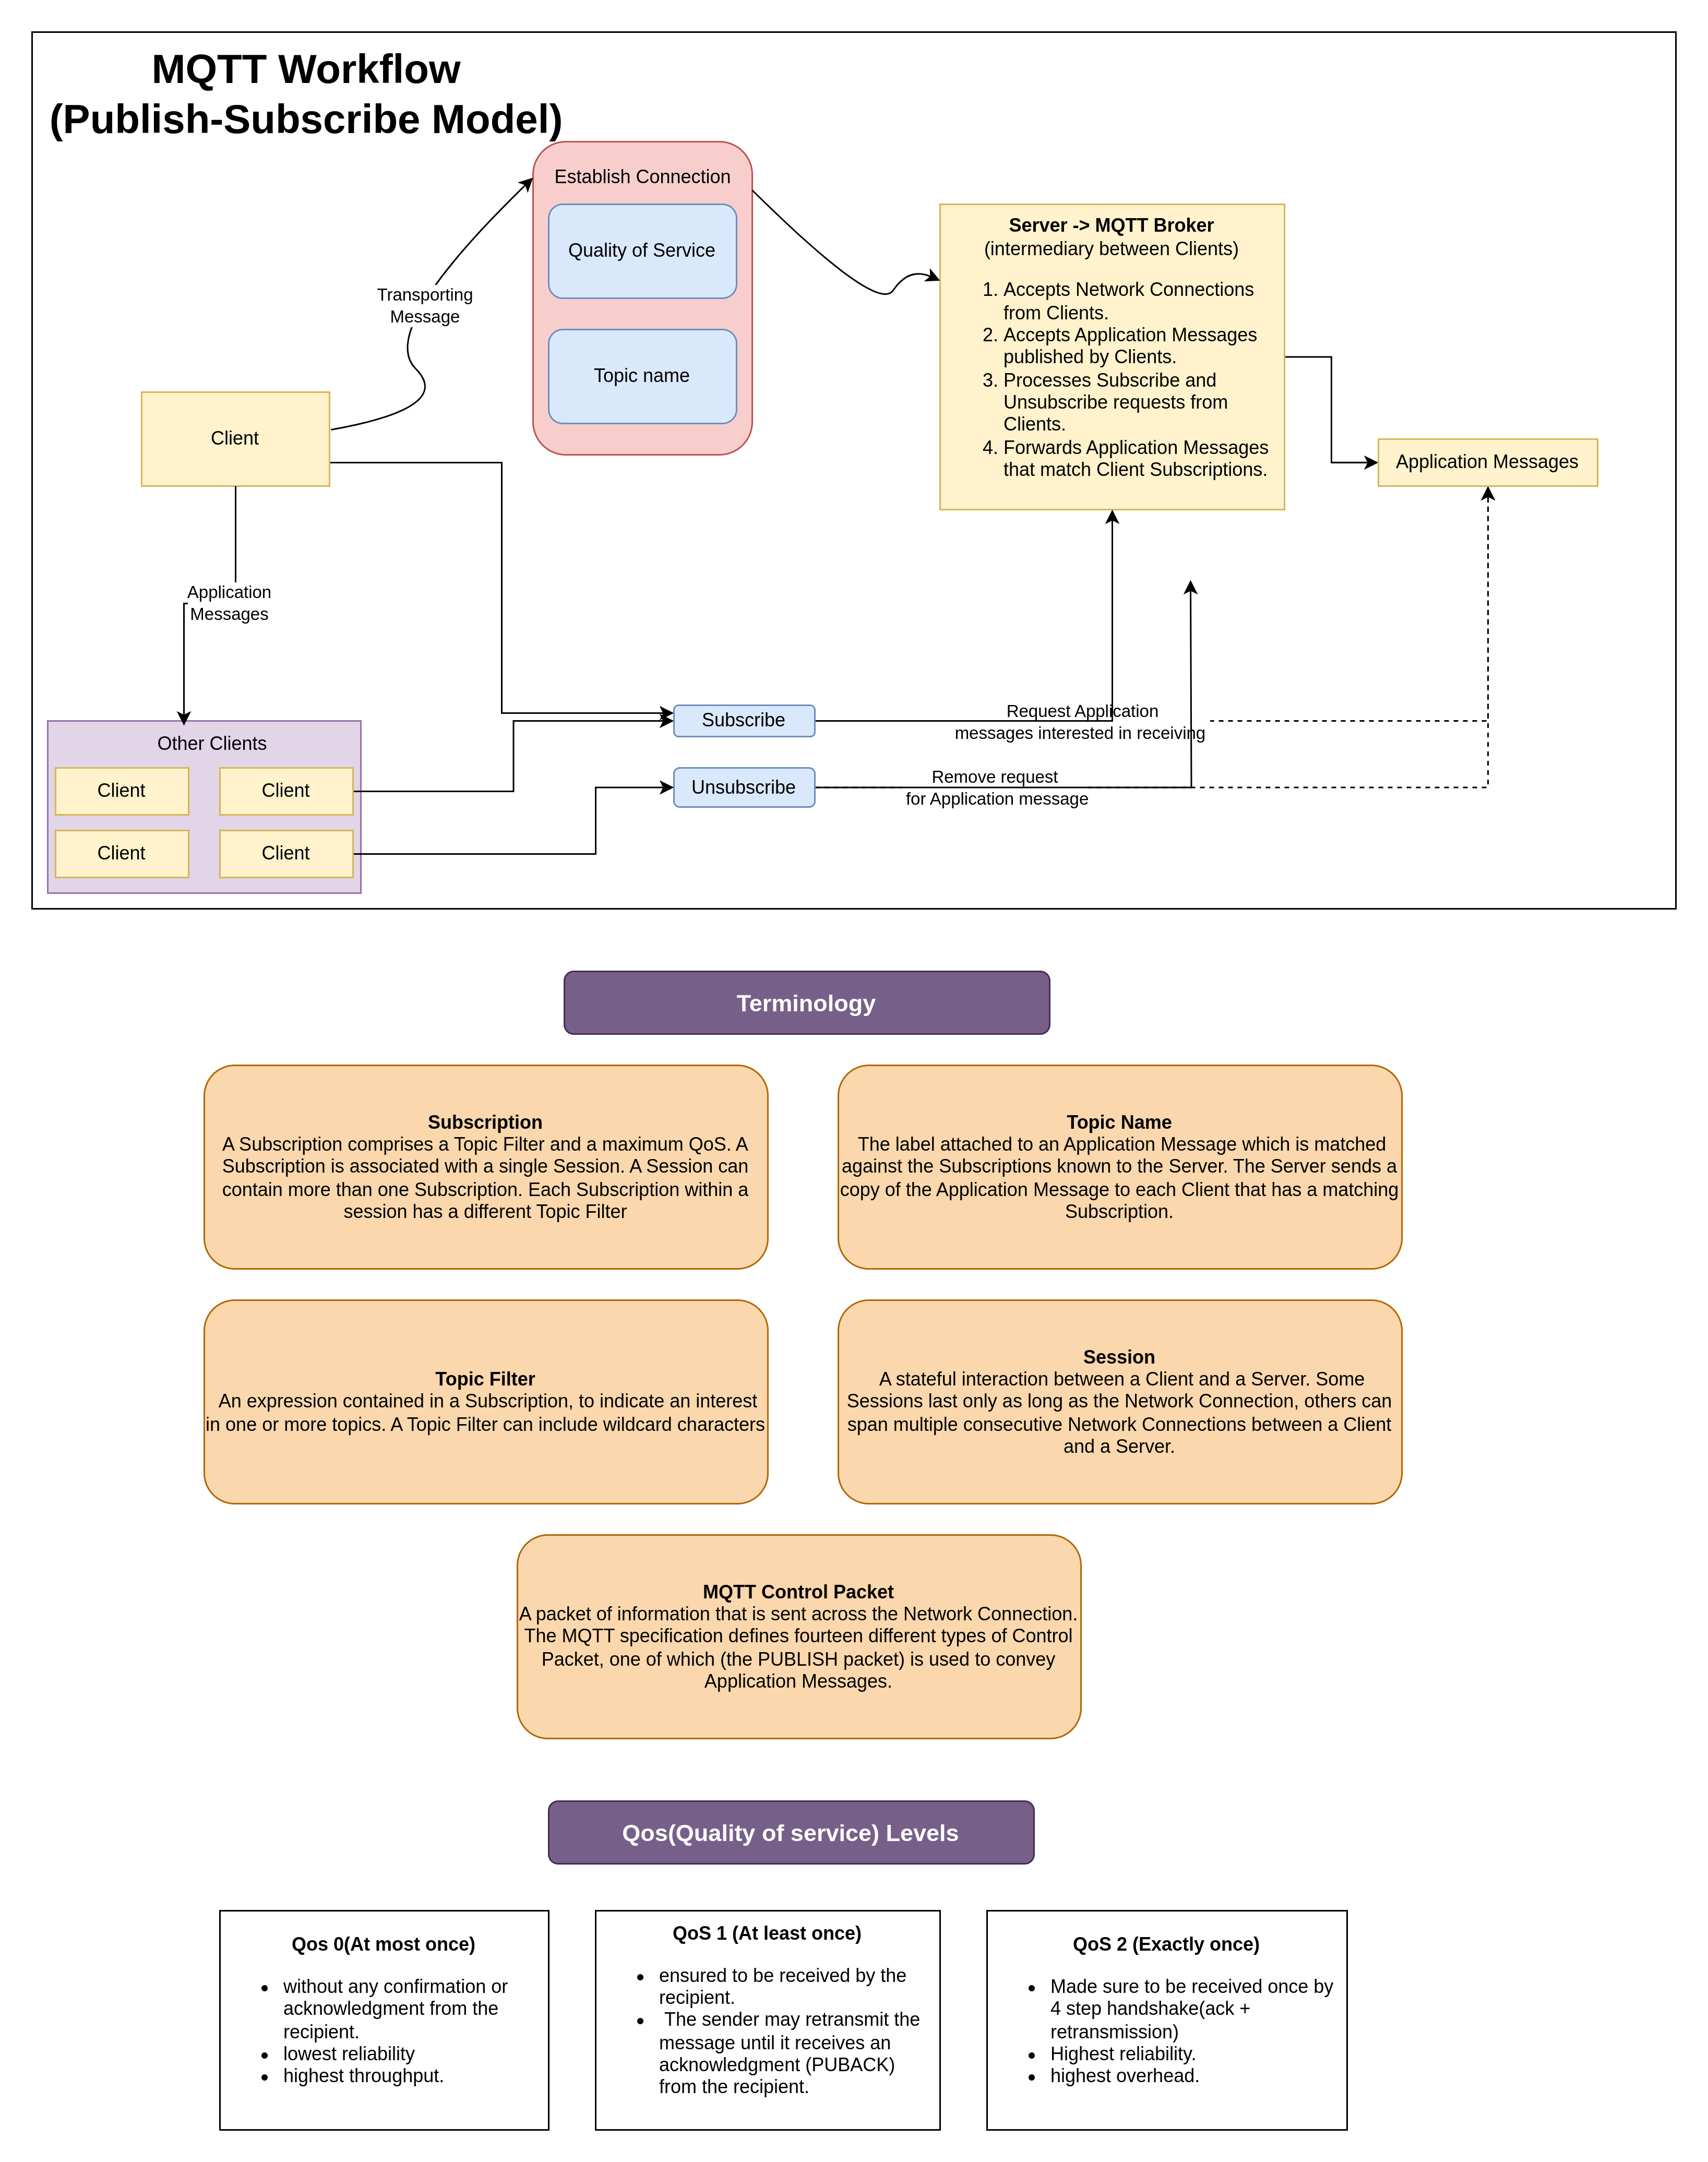 MQTT Workflow
(Publish-Subscribe Model)
Establish Connection
Quality of Service
Topic name
Transporting
Message
Server -> MQTT Broker
(intermediary between Clients)
1. Accepts Network Connections
from Clients.
2. Accepts Application Messages
published by Clients.
3. Processes Subscribe and
Unsubscribe requests from
Clients.
4. Forwards Application Messages
that match Client Subscriptions.
Client
Application Messages
Application
Messages
Other Clients
Client
Client
Client
Client
Subscribe
Unsubscribe
Request Application
messages interested in receiving
Remove request
for Application message
Terminology
Subscription
A Subscription comprises a Topic Filter and a maximum QoS. A
Subscription is associated with a single Session. A Session can
contain more than one Subscription. Each Subscription within a
session has a different Topic Filter
Topic Name
The label attached to an Application Message which is matched
against the Subscriptions known to the Server. The Server sends a
copy of the Application Message to each Client that has a matching
Subscription.
Topic Filter
An expression contained in a Subscription, to indicate an interest
in one or more topics. A Topic Filter can include wildcard characters
Session
A stateful interaction between a Client and a Server. Some
Sessions last only as long as the Network Connection, others can
span multiple consecutive Network Connections between a Client
and a Server.
MQTT Control Packet
A packet of information that is sent across the Network Connection.
The MQTT specification defines fourteen different types of Control
Packet, one of which (the PUBLISH packet) is used to convey
Application Messages.
Qos(Quality of service) Levels
Qos 0(At most once)
• without any confirmation or
acknowledgment from the
recipient.
• lowest reliability
• highest throughput.
QoS 1 (At least once)
• ensured to be received by the
recipient.
• The sender may retransmit the
message until it receives an
acknowledgment (PUBACK)
from the recipient.
QoS 2 (Exactly once)
• Made sure to be received once by
4 step handshake(ack +
retransmission)
• Highest reliability.
• highest overhead.